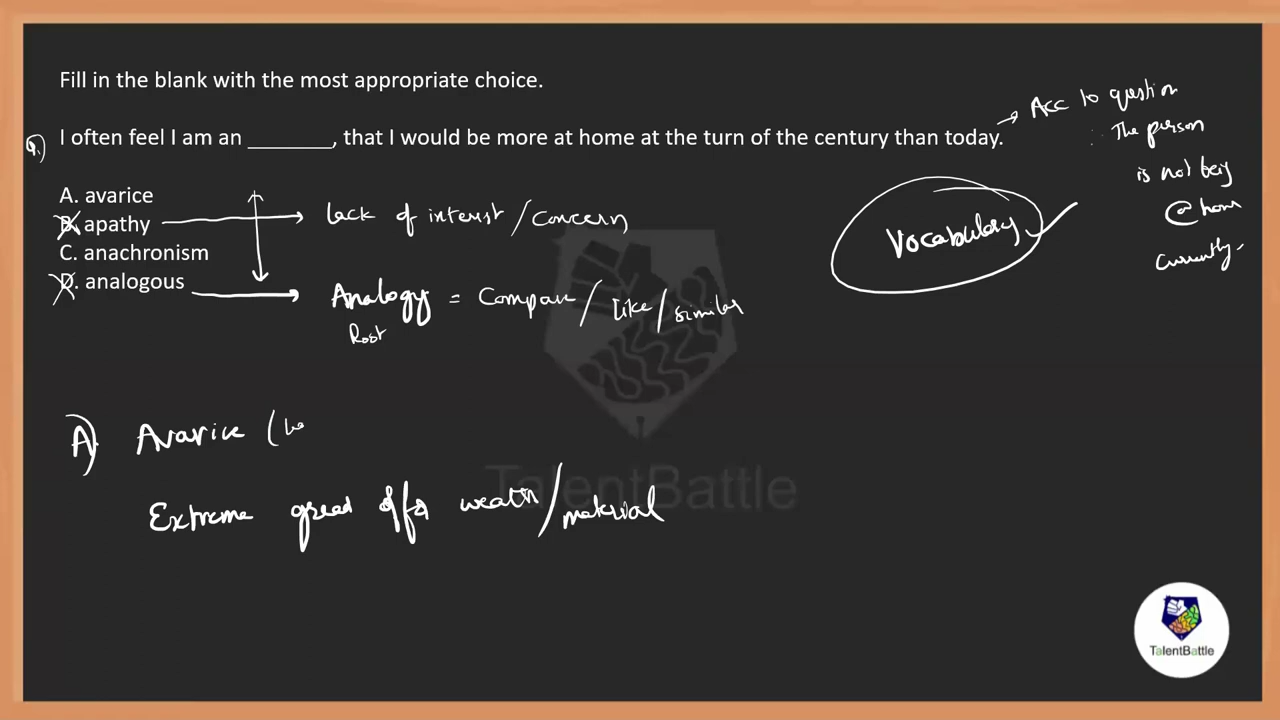 Fill in the blank with the most appropriate choice.
Q.) I often feel I am an ________, that I would be more at home at the turn of the century than today.
→ Acc to question
∴ The person
is not being
@ home
currently.
A. avarice
B. apathy → Lack of interest/concern
C. anachronism
D. analogous → Analogy = Compare/like/similar
Root
Vocabulary
A) Avarice (
Extreme greed of/for wealth/material
TalentBattle
TalentBattle